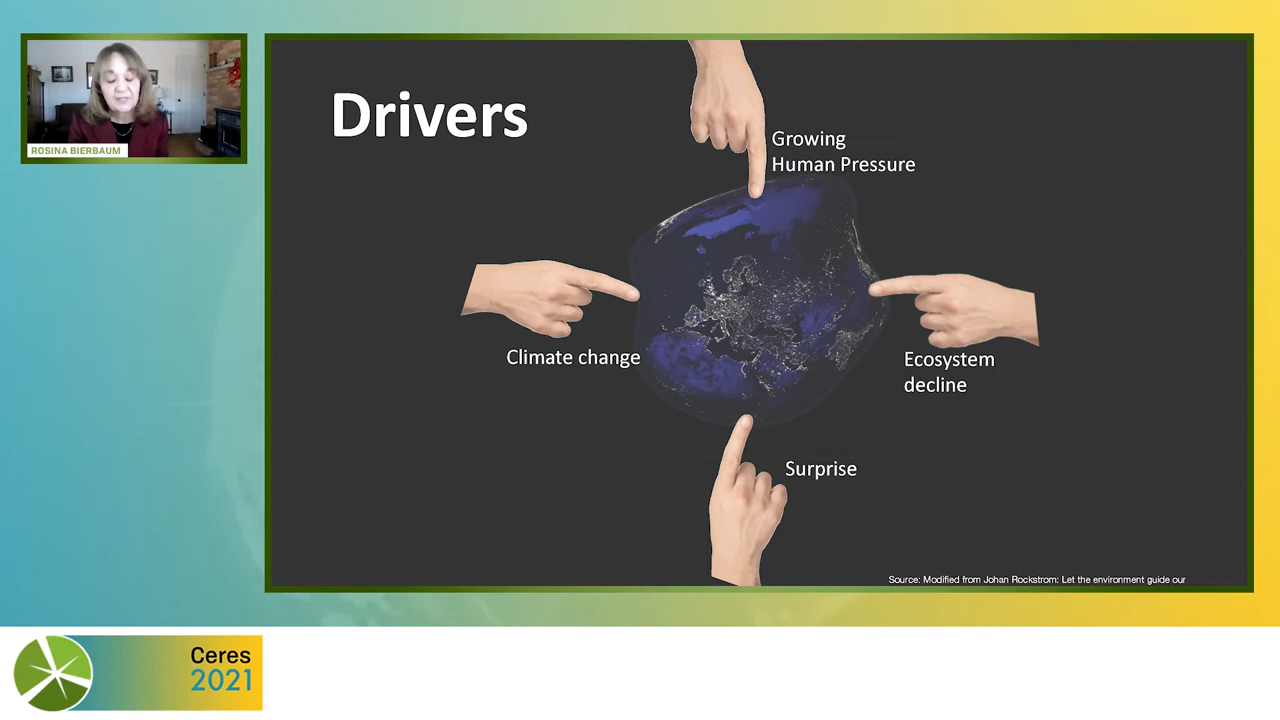 ROSINA BIERBAUM
Drivers
Growing
Human Pressure
Climate change
Ecosystem
decline
Surprise
Source: Modified from Johan Rockstrom: Let the environment guide our
Ceres
2021